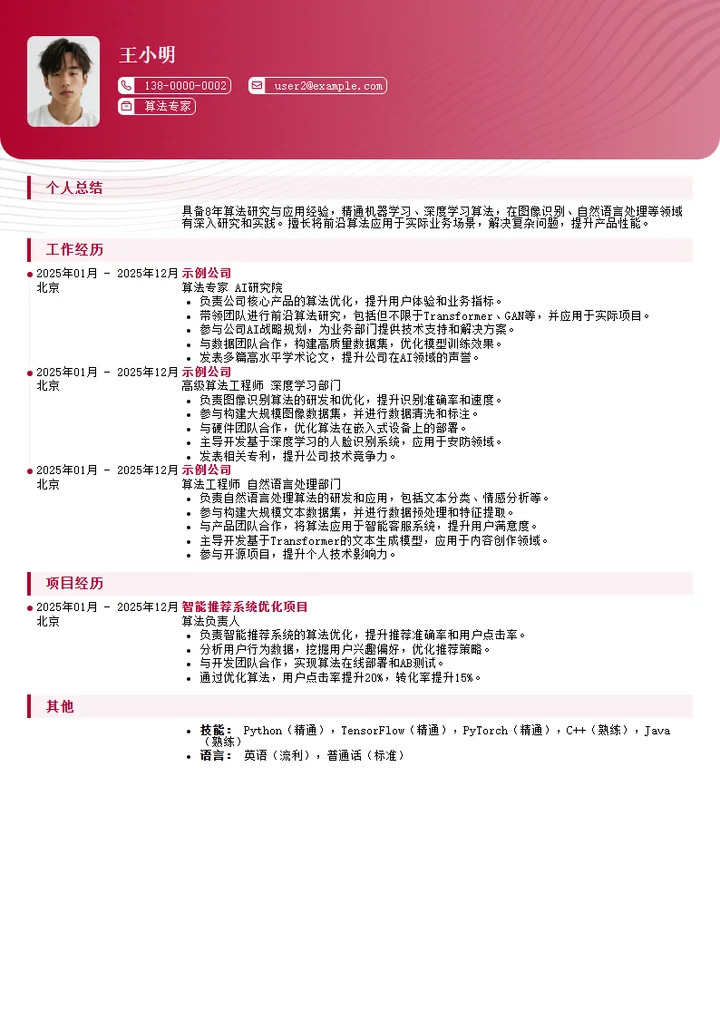 王小明
138-0000-0002
user2@example.com
算法专家
个人总结
具备8年算法研究与应用经验，精通机器学习、深度学习算法，在图像识别、自然语言处理等领域
有深入研究和实践。擅长将前沿算法应用于实际业务场景，解决复杂问题，提升产品性能。
工作经历
2025年01月 - 2025年12月 示例公司
北京 算法专家 AI研究院
• 负责公司核心产品的算法优化，提升用户体验和业务指标。
• 带领团队进行前沿算法研究，包括但不限于Transformer、GAN等，并应用于实际项目。
• 参与公司AI战略规划，为业务部门提供技术支持和解决方案。
• 与数据团队合作，构建高质量数据集，优化模型训练效果。
• 发表多篇高水平学术论文，提升公司在AI领域的声誉。
2025年01月 - 2025年12月 示例公司
北京 高级算法工程师 深度学习部门
• 负责图像识别算法的研发和优化，提升识别准确率和速度。
• 参与构建大规模图像数据集，并进行数据清洗和标注。
• 与硬件团队合作，优化算法在嵌入式设备上的部署。
• 主导开发基于深度学习的人脸识别系统，应用于安防领域。
• 发表相关专利，提升公司技术竞争力。
2025年01月 - 2025年12月 示例公司
北京 算法工程师 自然语言处理部门
• 负责自然语言处理算法的研发和应用，包括文本分类、情感分析等。
• 参与构建大规模文本数据集，并进行数据预处理和特征提取。
• 与产品团队合作，将算法应用于智能客服系统，提升用户满意度。
• 主导开发基于Transformer的文本生成模型，应用于内容创作领域。
• 参与开源项目，提升个人技术影响力。
项目经历
2025年01月 - 2025年12月 智能推荐系统优化项目
北京 算法负责人
• 负责智能推荐系统的算法优化，提升推荐准确率和用户点击率。
• 分析用户行为数据，挖掘用户兴趣偏好，优化推荐策略。
• 与开发团队合作，实现算法在线部署和AB测试。
• 通过优化算法，用户点击率提升20%，转化率提升15%。
其他
• 技能： Python（精通），TensorFlow（精通），PyTorch（精通），C++（熟练），Java
（熟练）
• 语言： 英语（流利），普通话（标准）